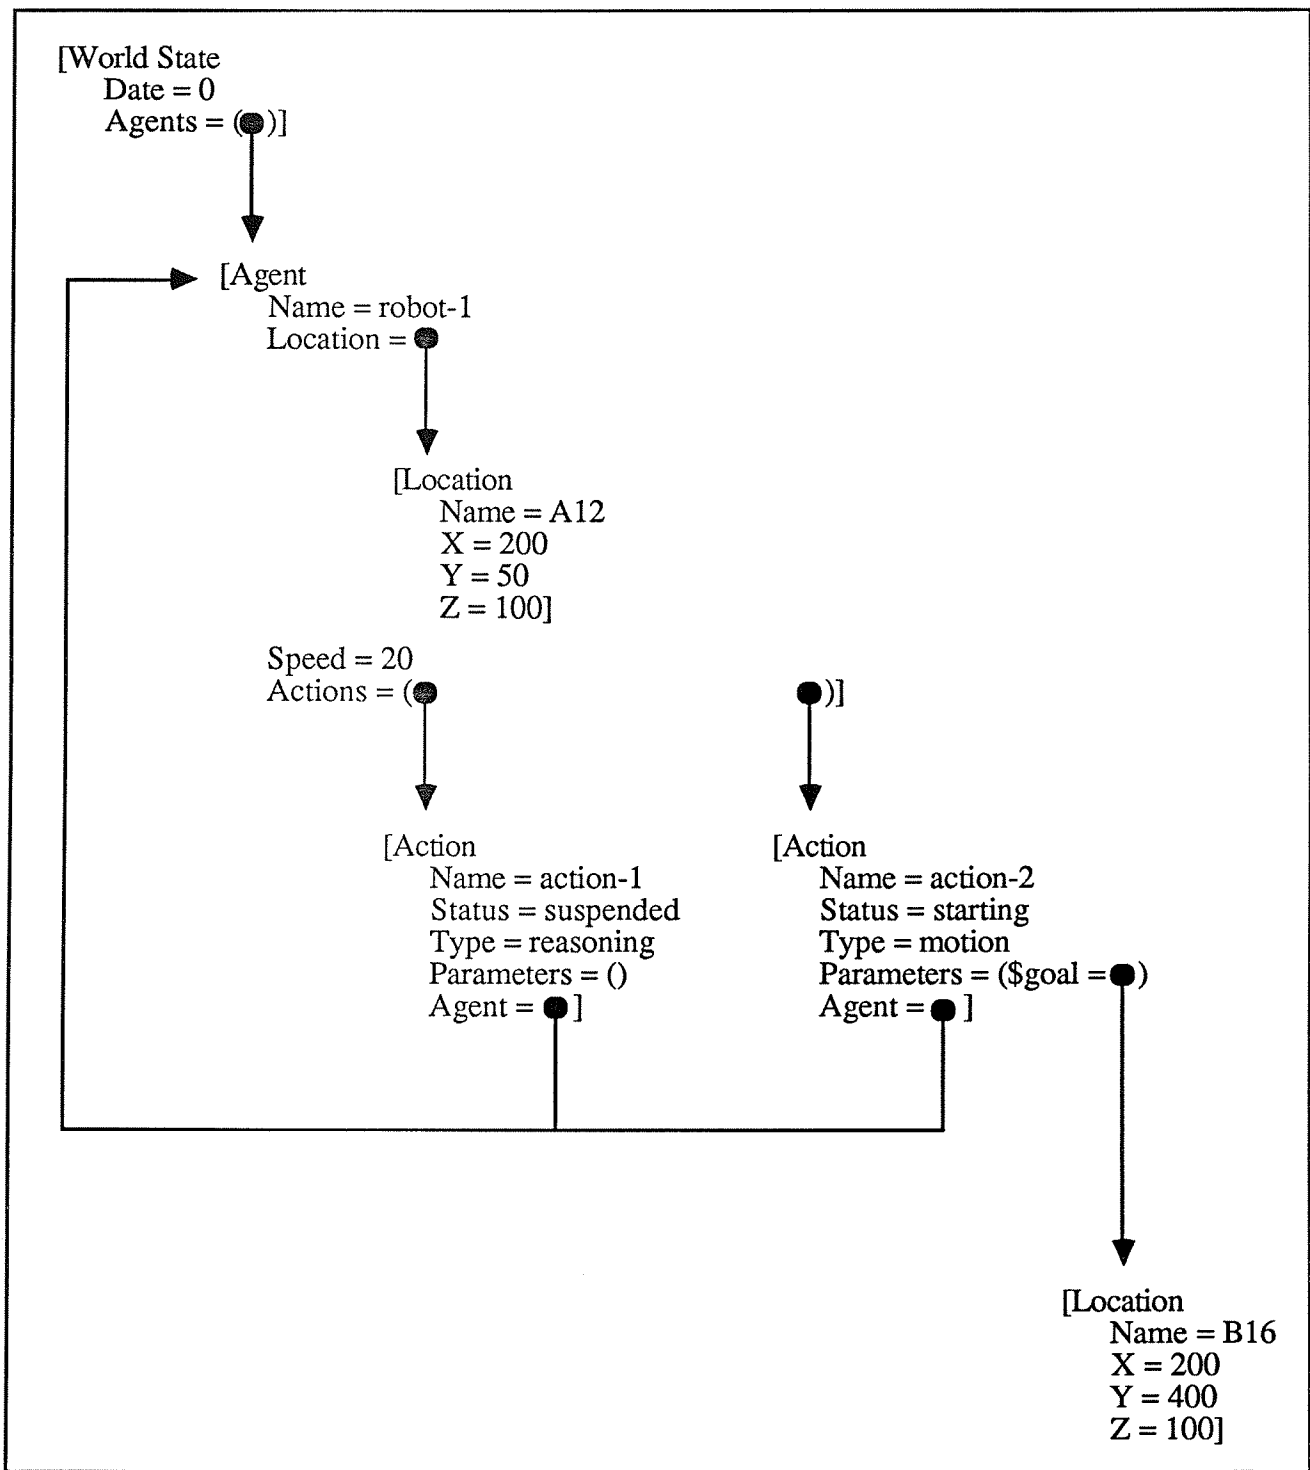 [World State
Date = 0
Agents = ( )]
[Agent
Name = robot-1
Location =
[Location
Name = A12
X = 200
Y = 50
Z = 100]
Speed = 20
Actions = ( )]
[Action
Name = action-1
Status = suspended
Type = reasoning
Parameters = ()
Agent = ]
[Action
Name = action-2
Status = starting
Type = motion
Parameters = ($goal = )
Agent = ]
[Location
Name = B16
X = 200
Y = 400
Z = 100]